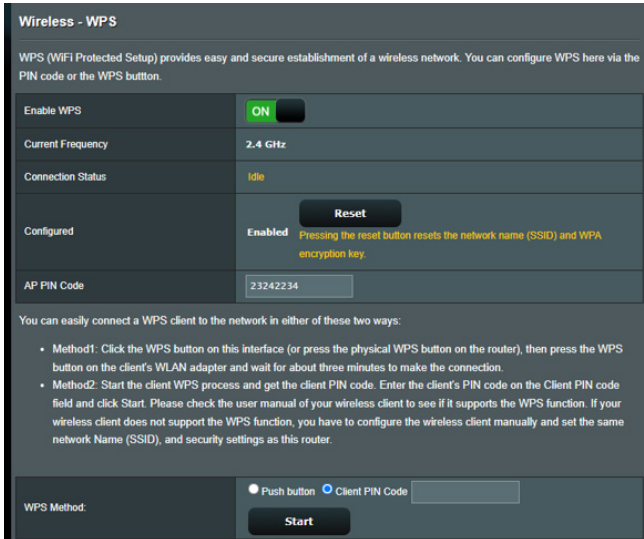 Wireless - WPS
WPS (WiFi Protected Setup) provides easy and secure establishment of a wireless network. You can configure WPS here via the
PIN code or the WPS buttton.
Enable WPS
ON
Current Frequency
2.4 GHz
Connection Status
Idle
Configured
Enabled
Reset
Pressing the reset button resets the network name (SSID) and WPA
encryption key.
AP PIN Code
23242234
You can easily connect a WPS client to the network in either of these two ways:
• Method1: Click the WPS button on this interface (or press the physical WPS button on the router), then press the WPS
button on the client's WLAN adapter and wait for about three minutes to make the connection.
• Method2: Start the client WPS process and get the client PIN code. Enter the client's PIN code on the Client PIN code
field and click Start. Please check the user manual of your wireless client to see if it supports the WPS function. If your
wireless client does not support the WPS function, you have to configure the wireless client manually and set the same
network Name (SSID), and security settings as this router.
WPS Method:
Push button Client PIN Code
Start